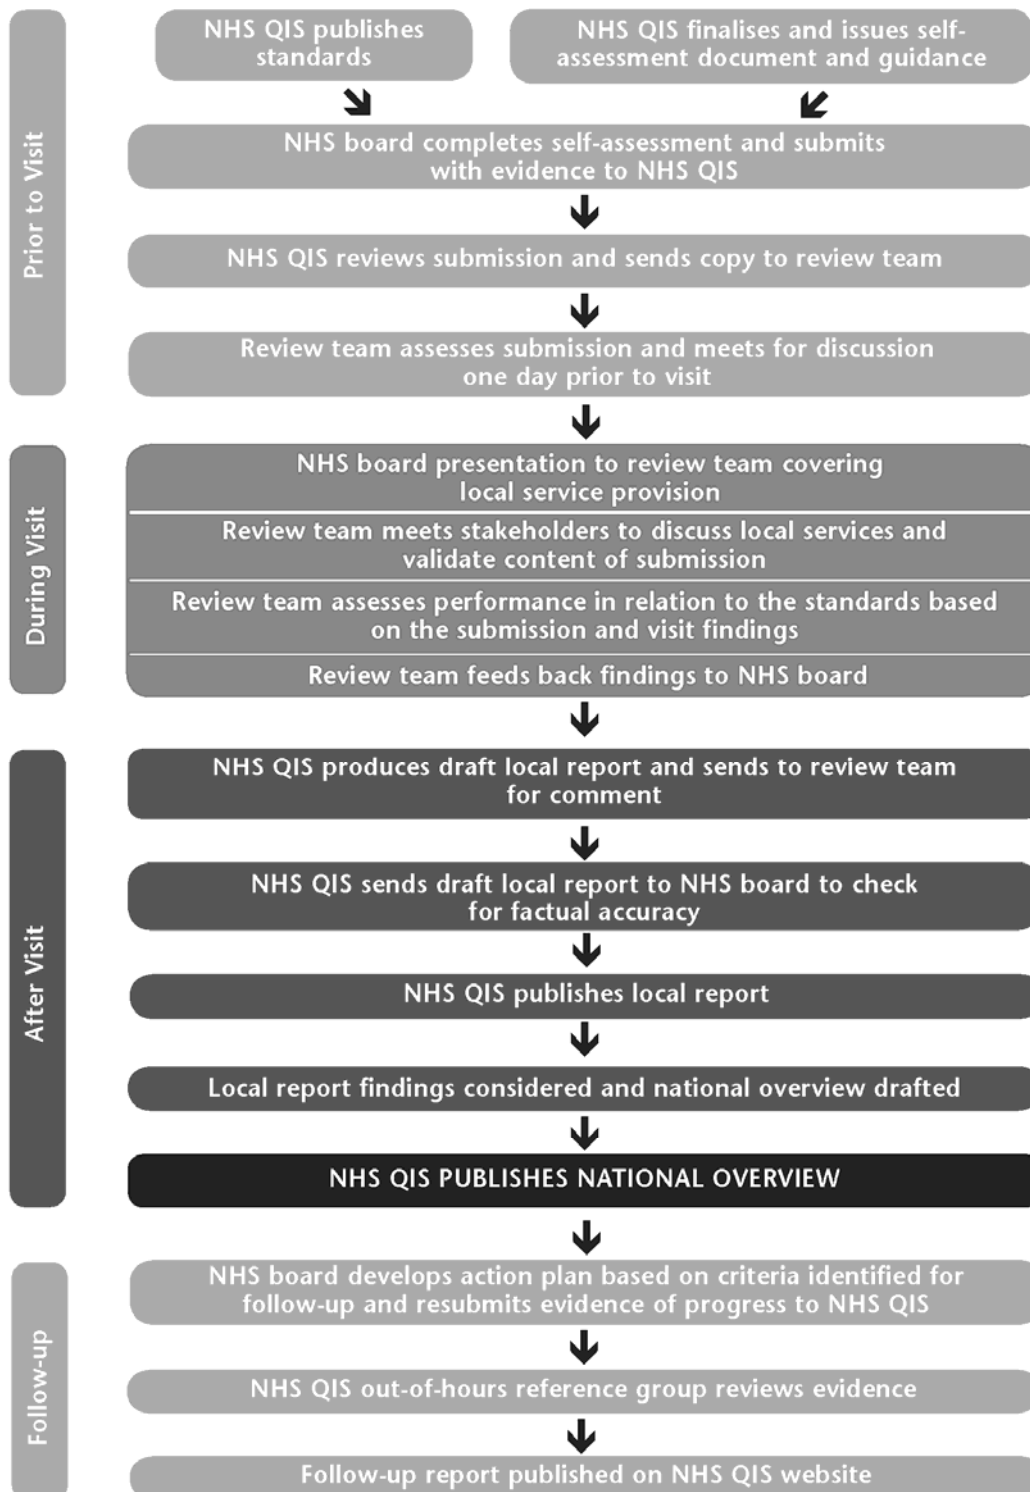 Prior to Visit
NHS QIS publishes
standards
NHS QIS finalises and issues self-
assessment document and guidance
NHS board completes self-assessment and submits
with evidence to NHS QIS
NHS QIS reviews submission and sends copy to review team
Review team assesses submission and meets for discussion
one day prior to visit
During Visit
NHS board presentation to review team covering
local service provision
Review team meets stakeholders to discuss local services and
validate content of submission
Review team assesses performance in relation to the standards based
on the submission and visit findings
Review team feeds back findings to NHS board
After Visit
NHS QIS produces draft local report and sends to review team
for comment
NHS QIS sends draft local report to NHS board to check
for factual accuracy
NHS QIS publishes local report
Local report findings considered and national overview drafted
NHS QIS PUBLISHES NATIONAL OVERVIEW
Follow-up
NHS board develops action plan based on criteria identified for
follow-up and resubmits evidence of progress to NHS QIS
NHS QIS out-of-hours reference group reviews evidence
Follow-up report published on NHS QIS website